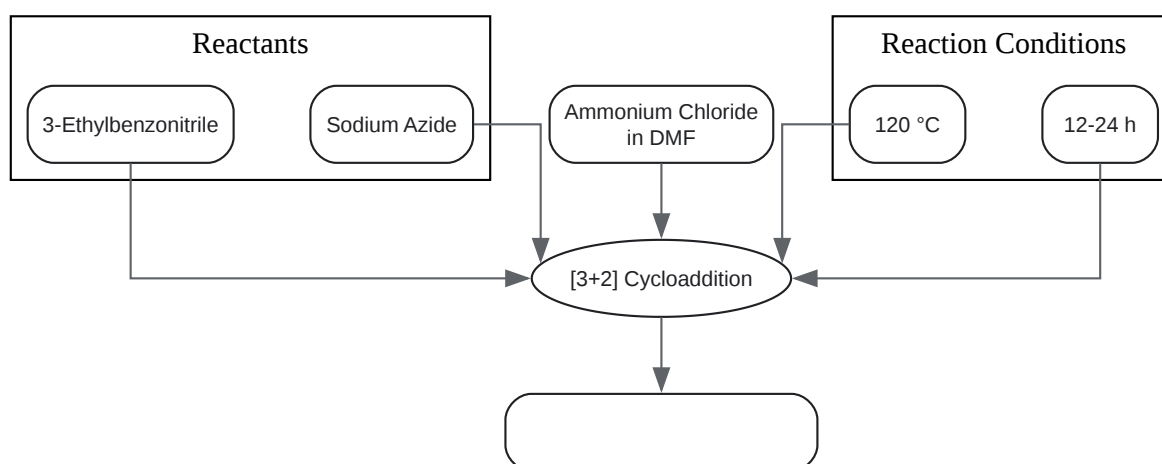 Reactants
Reaction Conditions
3-Ethylbenzonitrile
Sodium Azide
Ammonium Chloride
in DMF
120 °C
12-24 h
[3+2] Cycloaddition